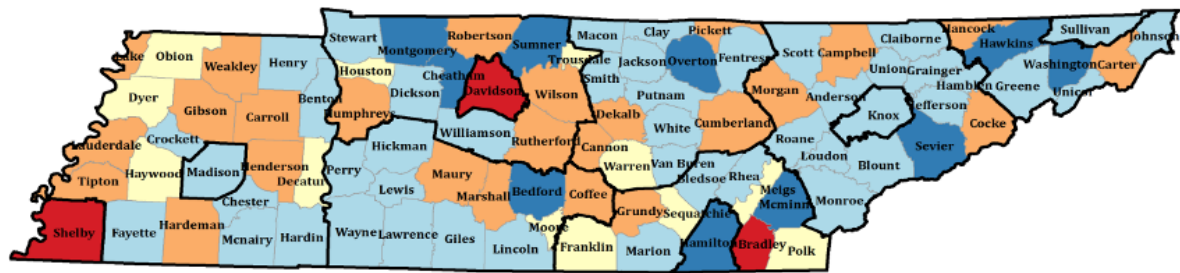 Stewart
Montgomery
Robertson
Sumner
Macon
Clay
Pickett
Scott
Campbell
Claiborne
Hancock
Hawkins
Sullivan
Johnson
Lake
Obion
Weakley
Henry
Houston
Cheatham
Davidson
Trousdale
Smith
Jackson
Overton
Fentress
Union
Grainger
Hamblen
Washington
Carter
Dyer
Gibson
Carroll
Benton
Humphreys
Dickson
Wilson
Putnam
Morgan
Anderson
Knox
Jefferson
Greene
Unicoi
Lauderdale
Crockett
Haywood
Madison
Henderson
Decatur
Perry
Hickman
Williamson
Rutherford
Dekalb
Cannon
White
Cumberland
Roane
Loudon
Blount
Sevier
Cocke
Tipton
Chester
Lewis
Maury
Marshall
Bedford
Coffee
Warren
Van Buren
Bledsoe
Rhea
Meigs
Mcminn
Monroe
Shelby
Fayette
Hardeman
Mcnairy
Hardin
Wayne
Lawrence
Giles
Lincoln
Moore
Franklin
Grundy
Sequatchie
Marion
Hamilton
Bradley
Polk